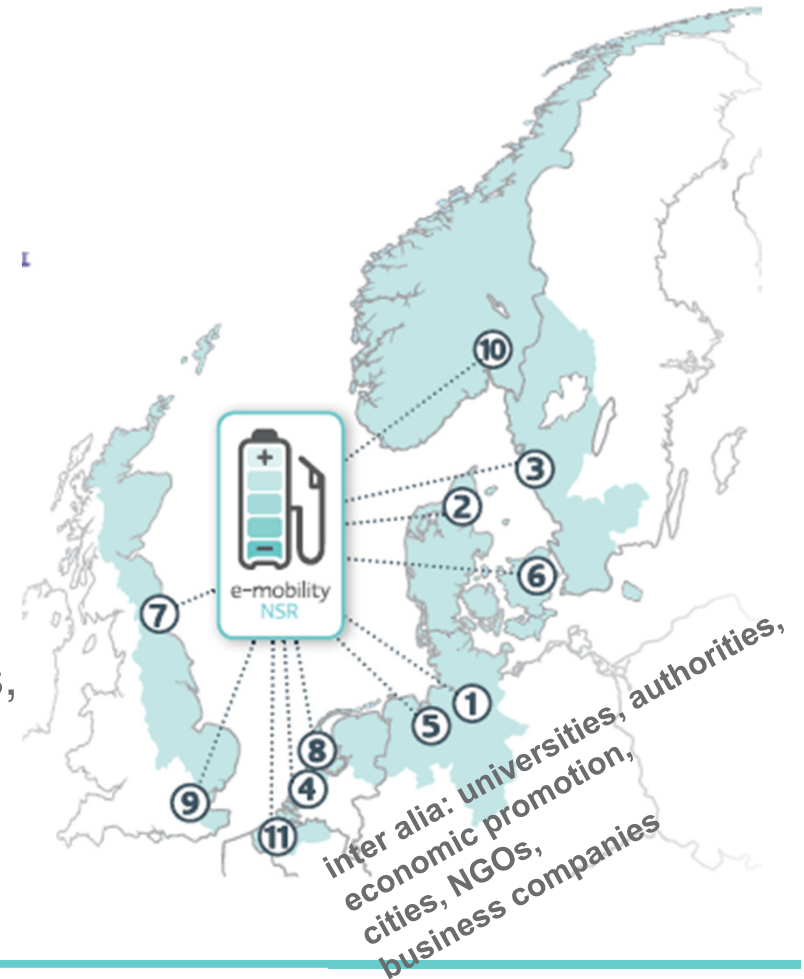 10
3
2
e-mobility
NSR
6
7
1
5
8
4
9
11
inter alia: universities, authorities,
economic promotion,
cities, NGOs,
business companies